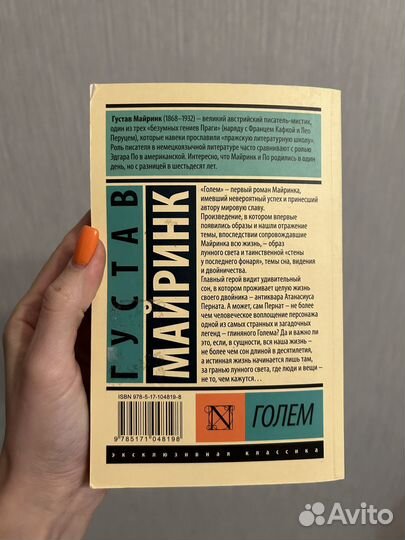 Густав Майринк (1868–1932) – великий австрийский писатель-мистик,
один из трех «безумных гениев Праги» (наряду с Францем Кафкой и Лео
Перуцем), которые навеки прославили «пражскую литературную школу».
Роль писателя в немецкоязычной литературе часто сравнивают с ролью
Эдгара По в американской. Интересно, что Майринк и По родились в один
день, но с разницей в шестьдесят лет.
ГУСТАВ
МАЙРИНК
«Голем» – первый роман Майринка,
имевший невероятный успех и принесший
автору мировую славу.
Произведение, в котором впервые
появились образы и нашли отражение
темы, впоследствии сопровождавшие
Майринка всю жизнь, – образ
лунного света и таинственной «стены
у последнего фонаря», темы сна, видения
и двойничества.
Главный герой видит удивительный
сон, в котором проживает целую жизнь
своего двойника – антиквара Атанасиуса
Перната. А может, сам Пернат – не более
чем человеческое воплощение персонажа
одной из самых странных и загадочных
легенд – глиняного Голема? Да и важно ли
это, если, в сущности, вся наша жизнь –
не более чем сон длиной в десятилетия,
а истинная жизнь начинается лишь там,
за гранью лунного света, где люди и вещи –
не то, чем кажутся…
ISBN 978-5-17-104819-8
9 785171 048198
N
ГОЛЕМ
эксклюзивная классика
Avito